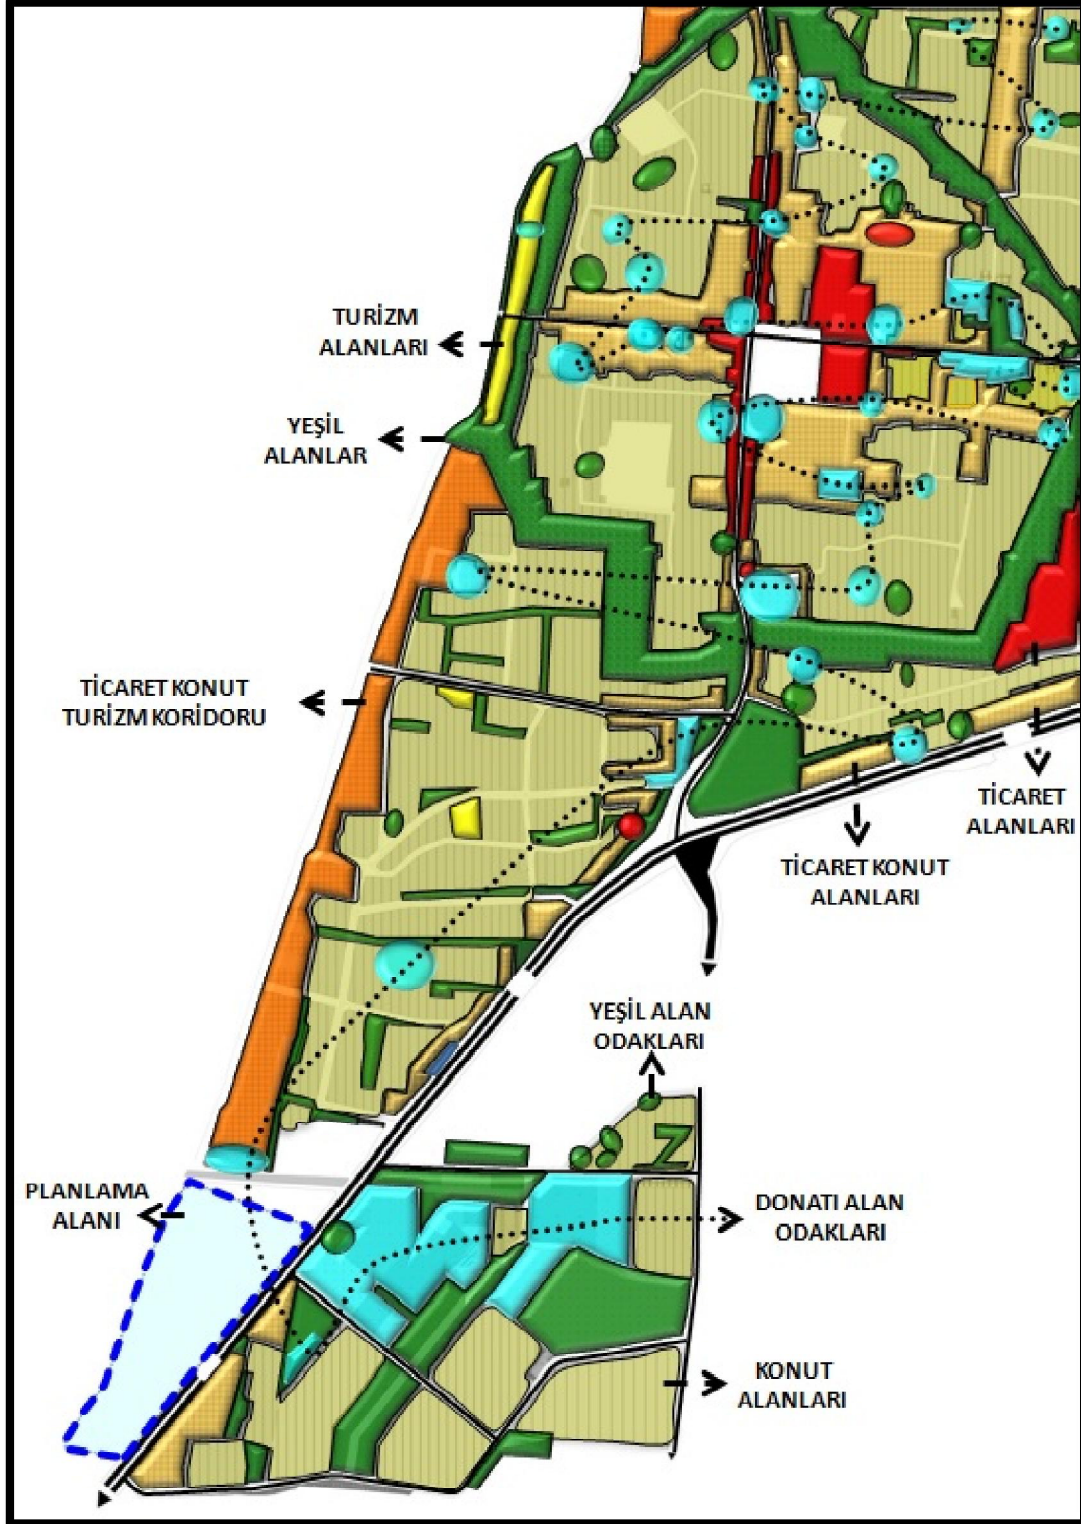 TURİZM
ALANLARI
YEŞİL
ALANLAR
TİCARET KONUT
TURİZM KORİDORU
TİCARET
ALANLARI
TİCARET KONUT
ALANLARI
YEŞİL ALAN
ODAKLARI
PLANLAMA
ALANI
DONATI ALAN
ODAKLARI
KONUT
ALANLARI